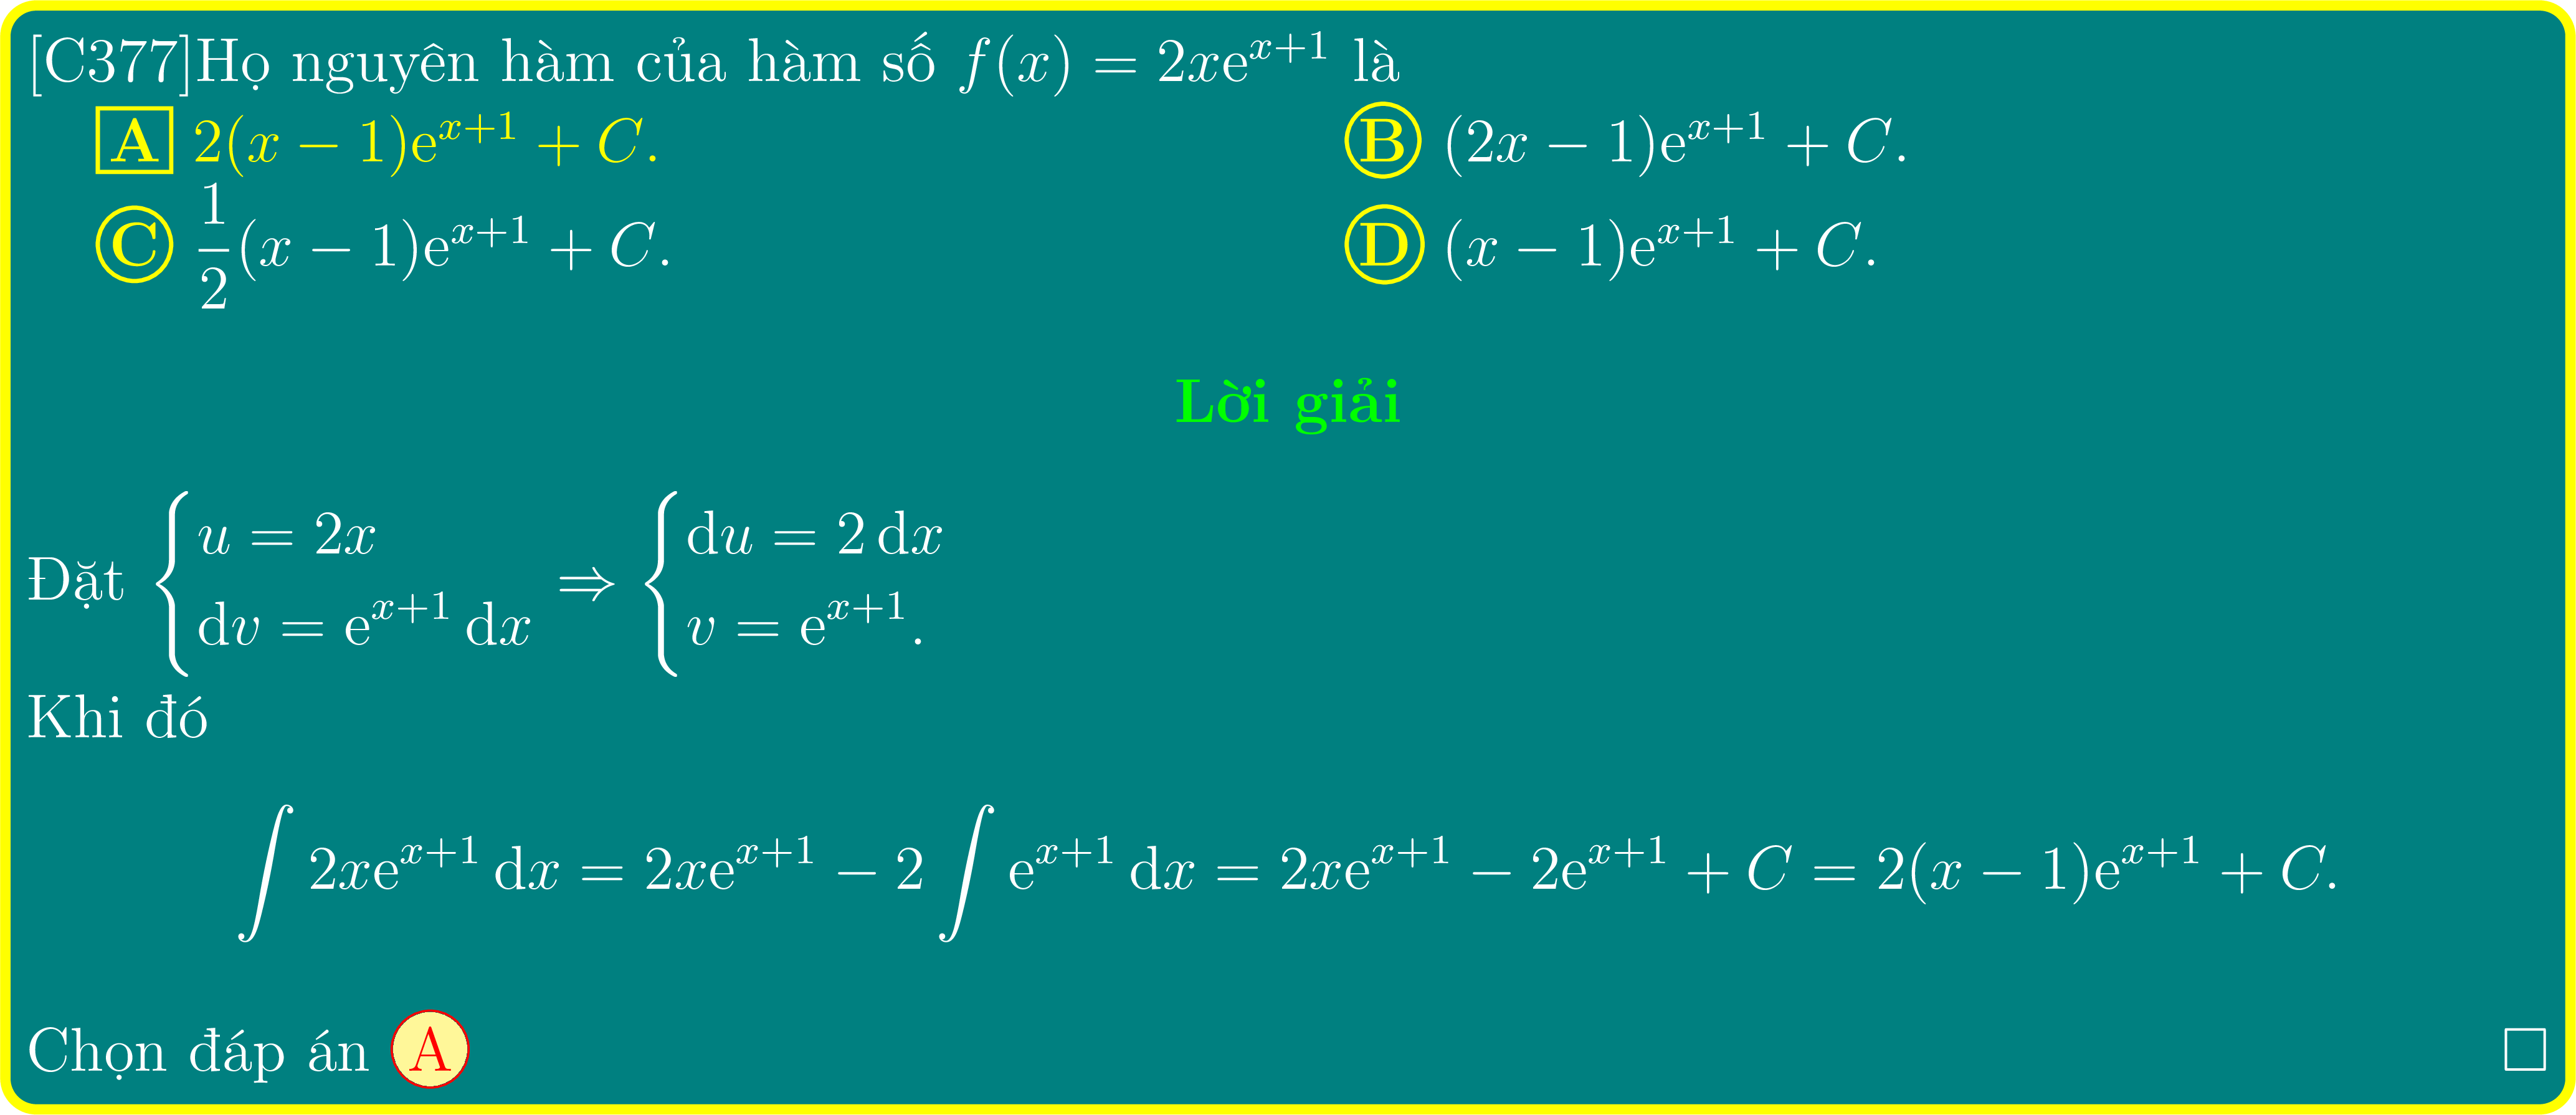 [C377]Họ nguyên hàm của hàm số $f(x) = 2x\mathrm{e}^{x+1}$ là
A $2(x-1)\mathrm{e}^{x+1} + C.$ B $(2x-1)\mathrm{e}^{x+1} + C.$
C $\dfrac{1}{2}(x-1)\mathrm{e}^{x+1} + C.$ D $(x-1)\mathrm{e}^{x+1} + C.$
Lời giải
Đặt $\begin{cases} u = 2x \\ \mathrm{d}v = \mathrm{e}^{x+1}\,\mathrm{d}x \end{cases} \Rightarrow \begin{cases} \mathrm{d}u = 2\,\mathrm{d}x \\ v = \mathrm{e}^{x+1}. \end{cases}$
Khi đó
$\displaystyle\int 2x\mathrm{e}^{x+1}\,\mathrm{d}x = 2x\mathrm{e}^{x+1} - 2\int \mathrm{e}^{x+1}\,\mathrm{d}x = 2x\mathrm{e}^{x+1} - 2\mathrm{e}^{x+1} + C = 2(x-1)\mathrm{e}^{x+1} + C.$
Chọn đáp án A □